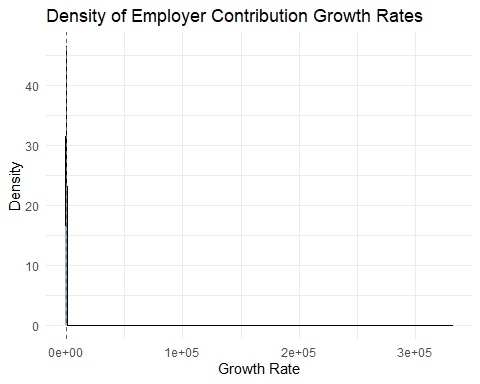 Density of Employer Contribution Growth Rates
Density
40
30
20
10
0
0e+00 1e+05 2e+05 3e+05
Growth Rate